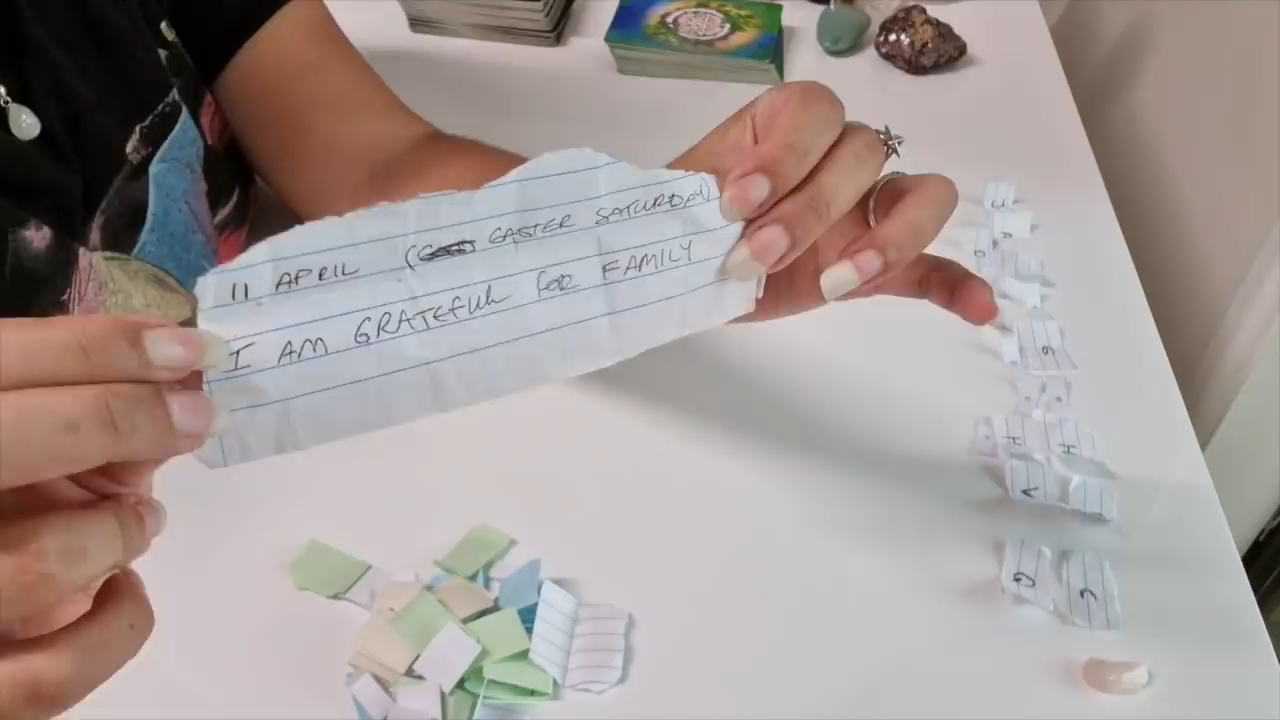 11 APRIL ( EASTER SATURDAY)
I AM GRATEFUL FOR FAMILY
U
A
G
H H
V
G C